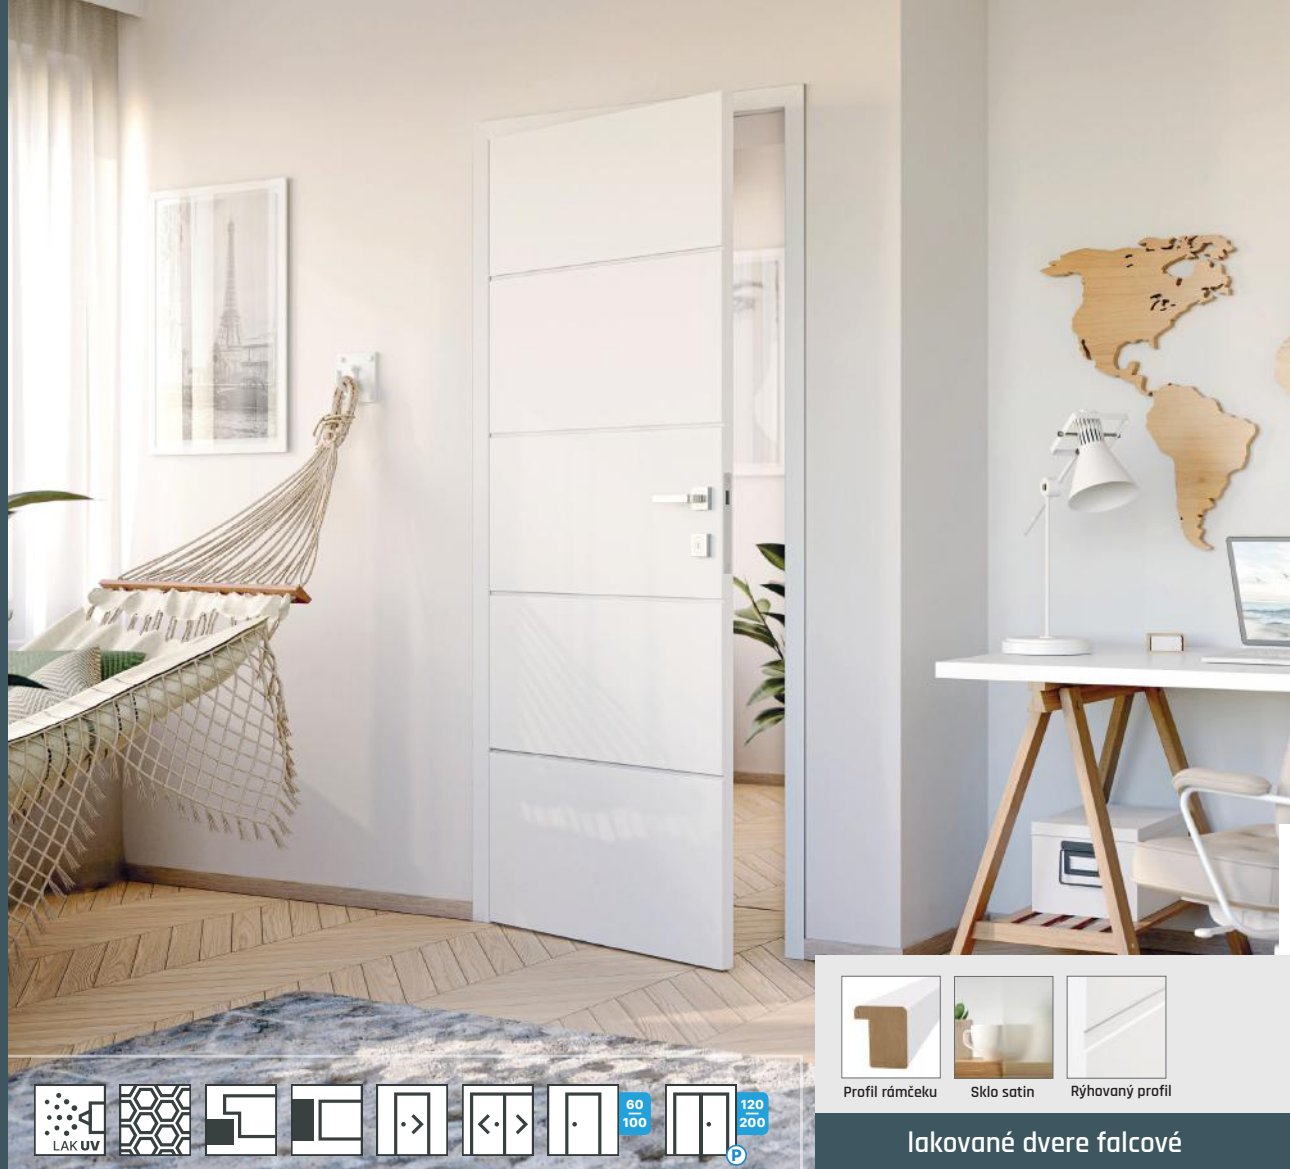 Profil rámčeku
Sklo satin
Rýhovaný profil
LAK UV
60
100
120
200
P
lakované dvere falcové